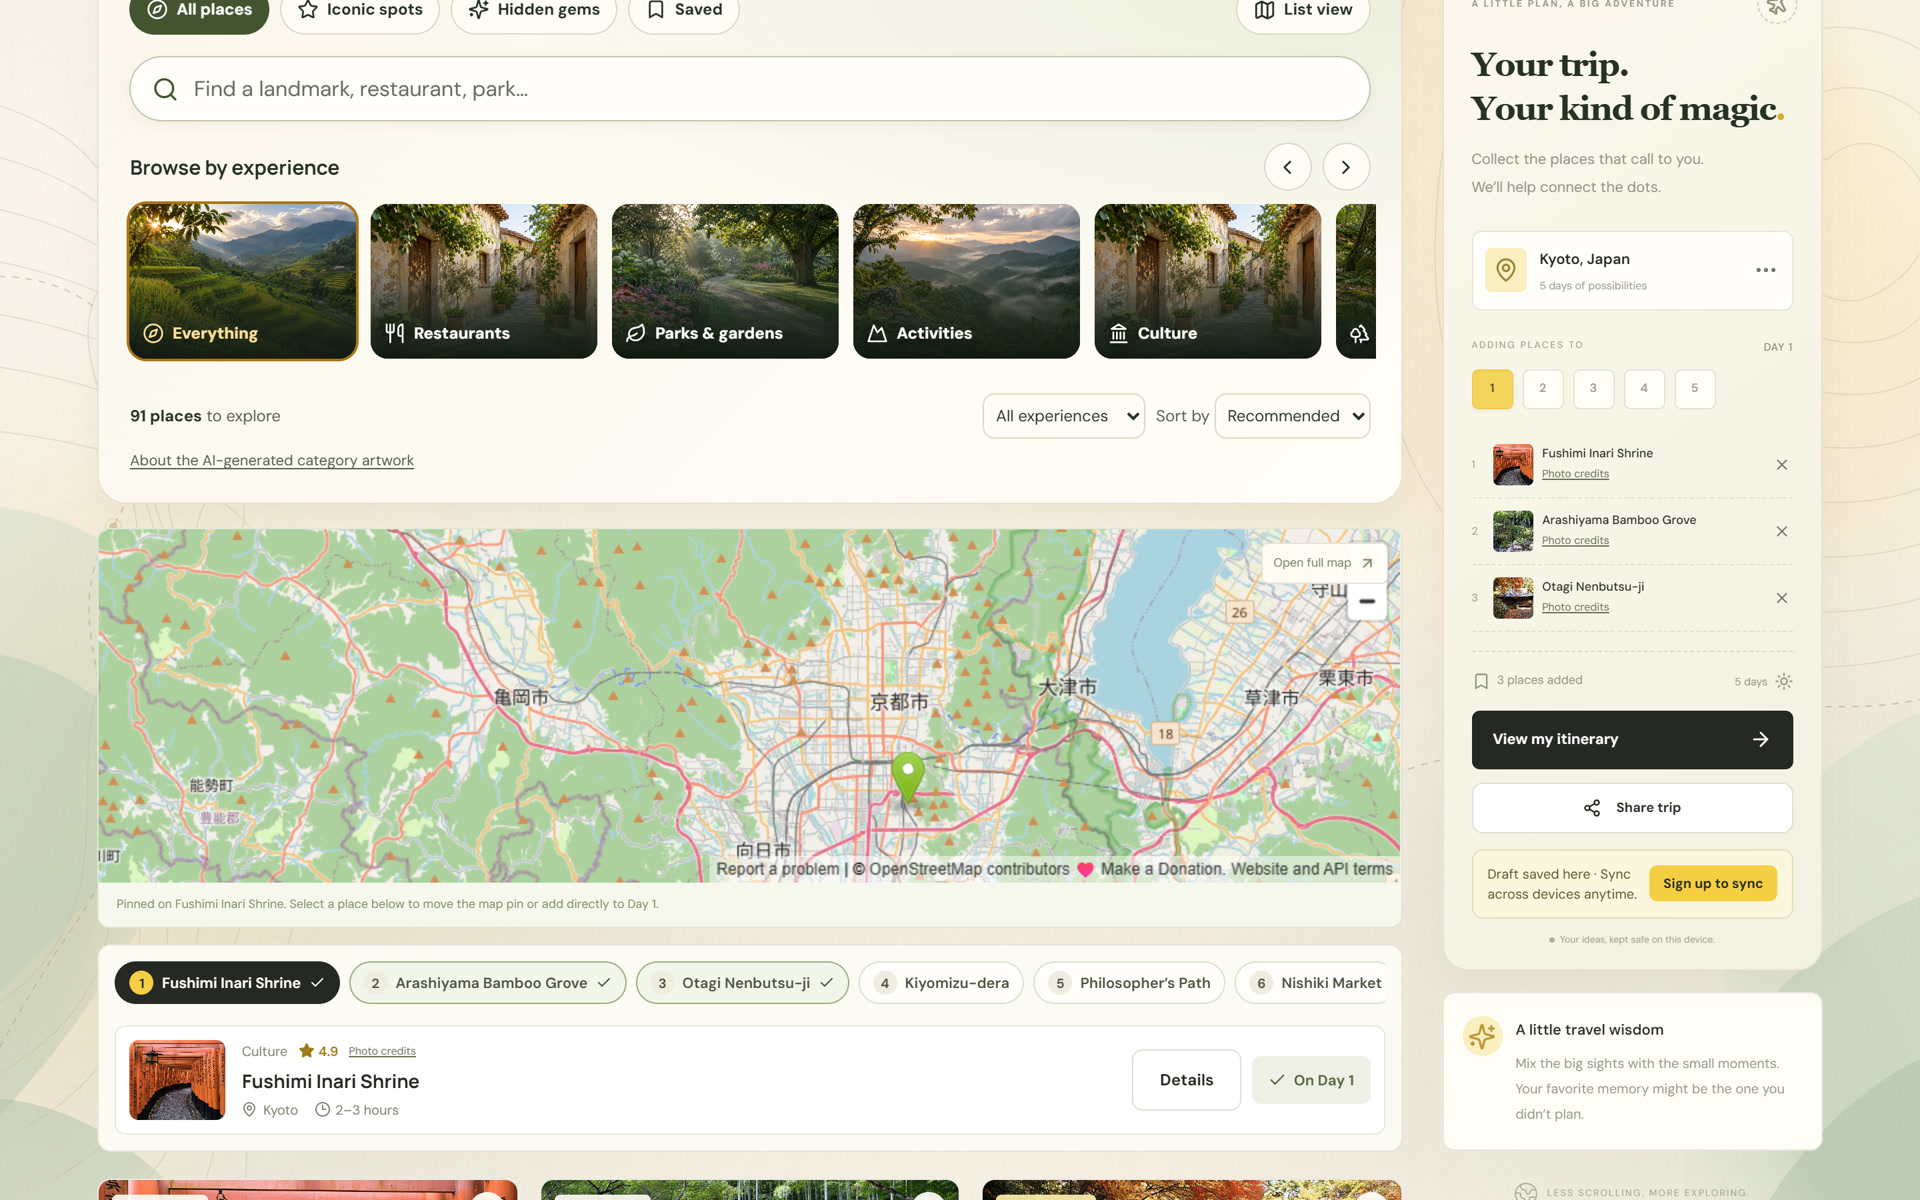 All places
Iconic spots
Hidden gems
Saved
List view
Find a landmark, restaurant, park...
Browse by experience
Everything
Restaurants
Parks & gardens
Activities
Culture
91 places to explore
All experiences
Sort by
Recommended
About the AI-generated category artwork
Open full map
守山
26
亀岡市
京都市
大津市
栗東市
草津市
18
能勢町
豊能郡
向日市
町
Report a problem | © OpenStreetMap contributors ♥ Make a Donation. Website and API terms
Pinned on Fushimi Inari Shrine. Select a place below to move the map pin or add directly to Day 1.
1 Fushimi Inari Shrine
2 Arashiyama Bamboo Grove
3 Otagi Nenbutsu-ji
4 Kiyomizu-dera
5 Philosopher's Path
6 Nishiki Market
Culture
4.9
Photo credits
Fushimi Inari Shrine
Kyoto
2–3 hours
Details
On Day 1
A LITTLE PLAN, A BIG ADVENTURE
Your trip.
Your kind of magic.
Collect the places that call to you.
We'll help connect the dots.
Kyoto, Japan
5 days of possibilities
ADDING PLACES TO
DAY 1
1
2
3
4
5
1
Fushimi Inari Shrine
Photo credits
2
Arashiyama Bamboo Grove
Photo credits
3
Otagi Nenbutsu-ji
Photo credits
3 places added
5 days
View my itinerary
Share trip
Draft saved here · Sync
across devices anytime.
Sign up to sync
Your ideas, kept safe on this device.
A little travel wisdom
Mix the big sights with the small moments.
Your favorite memory might be the one you
didn't plan.
LESS SCROLLING. MORE EXPLORING.